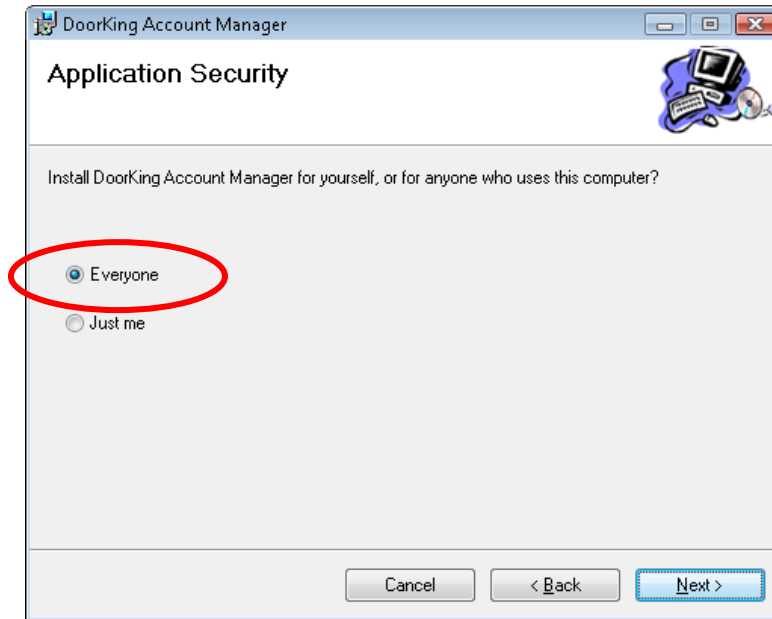 DoorKing Account Manager
Application Security
Install DoorKing Account Manager for yourself, or for anyone who uses this computer?
Everyone
Just me
Cancel < Back Next >